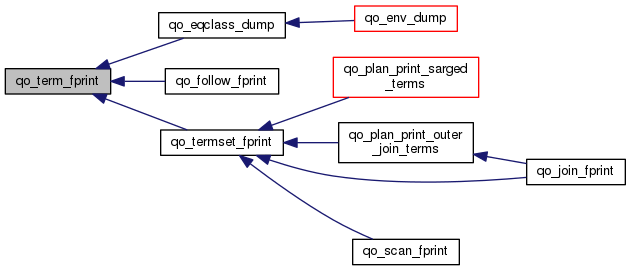 qo_eqclass_dump
qo_env_dump
qo_term_fprint
qo_follow_fprint
qo_plan_print_sarged
_terms
qo_termset_fprint
qo_plan_print_outer
_join_terms
qo_join_fprint
qo_scan_fprint